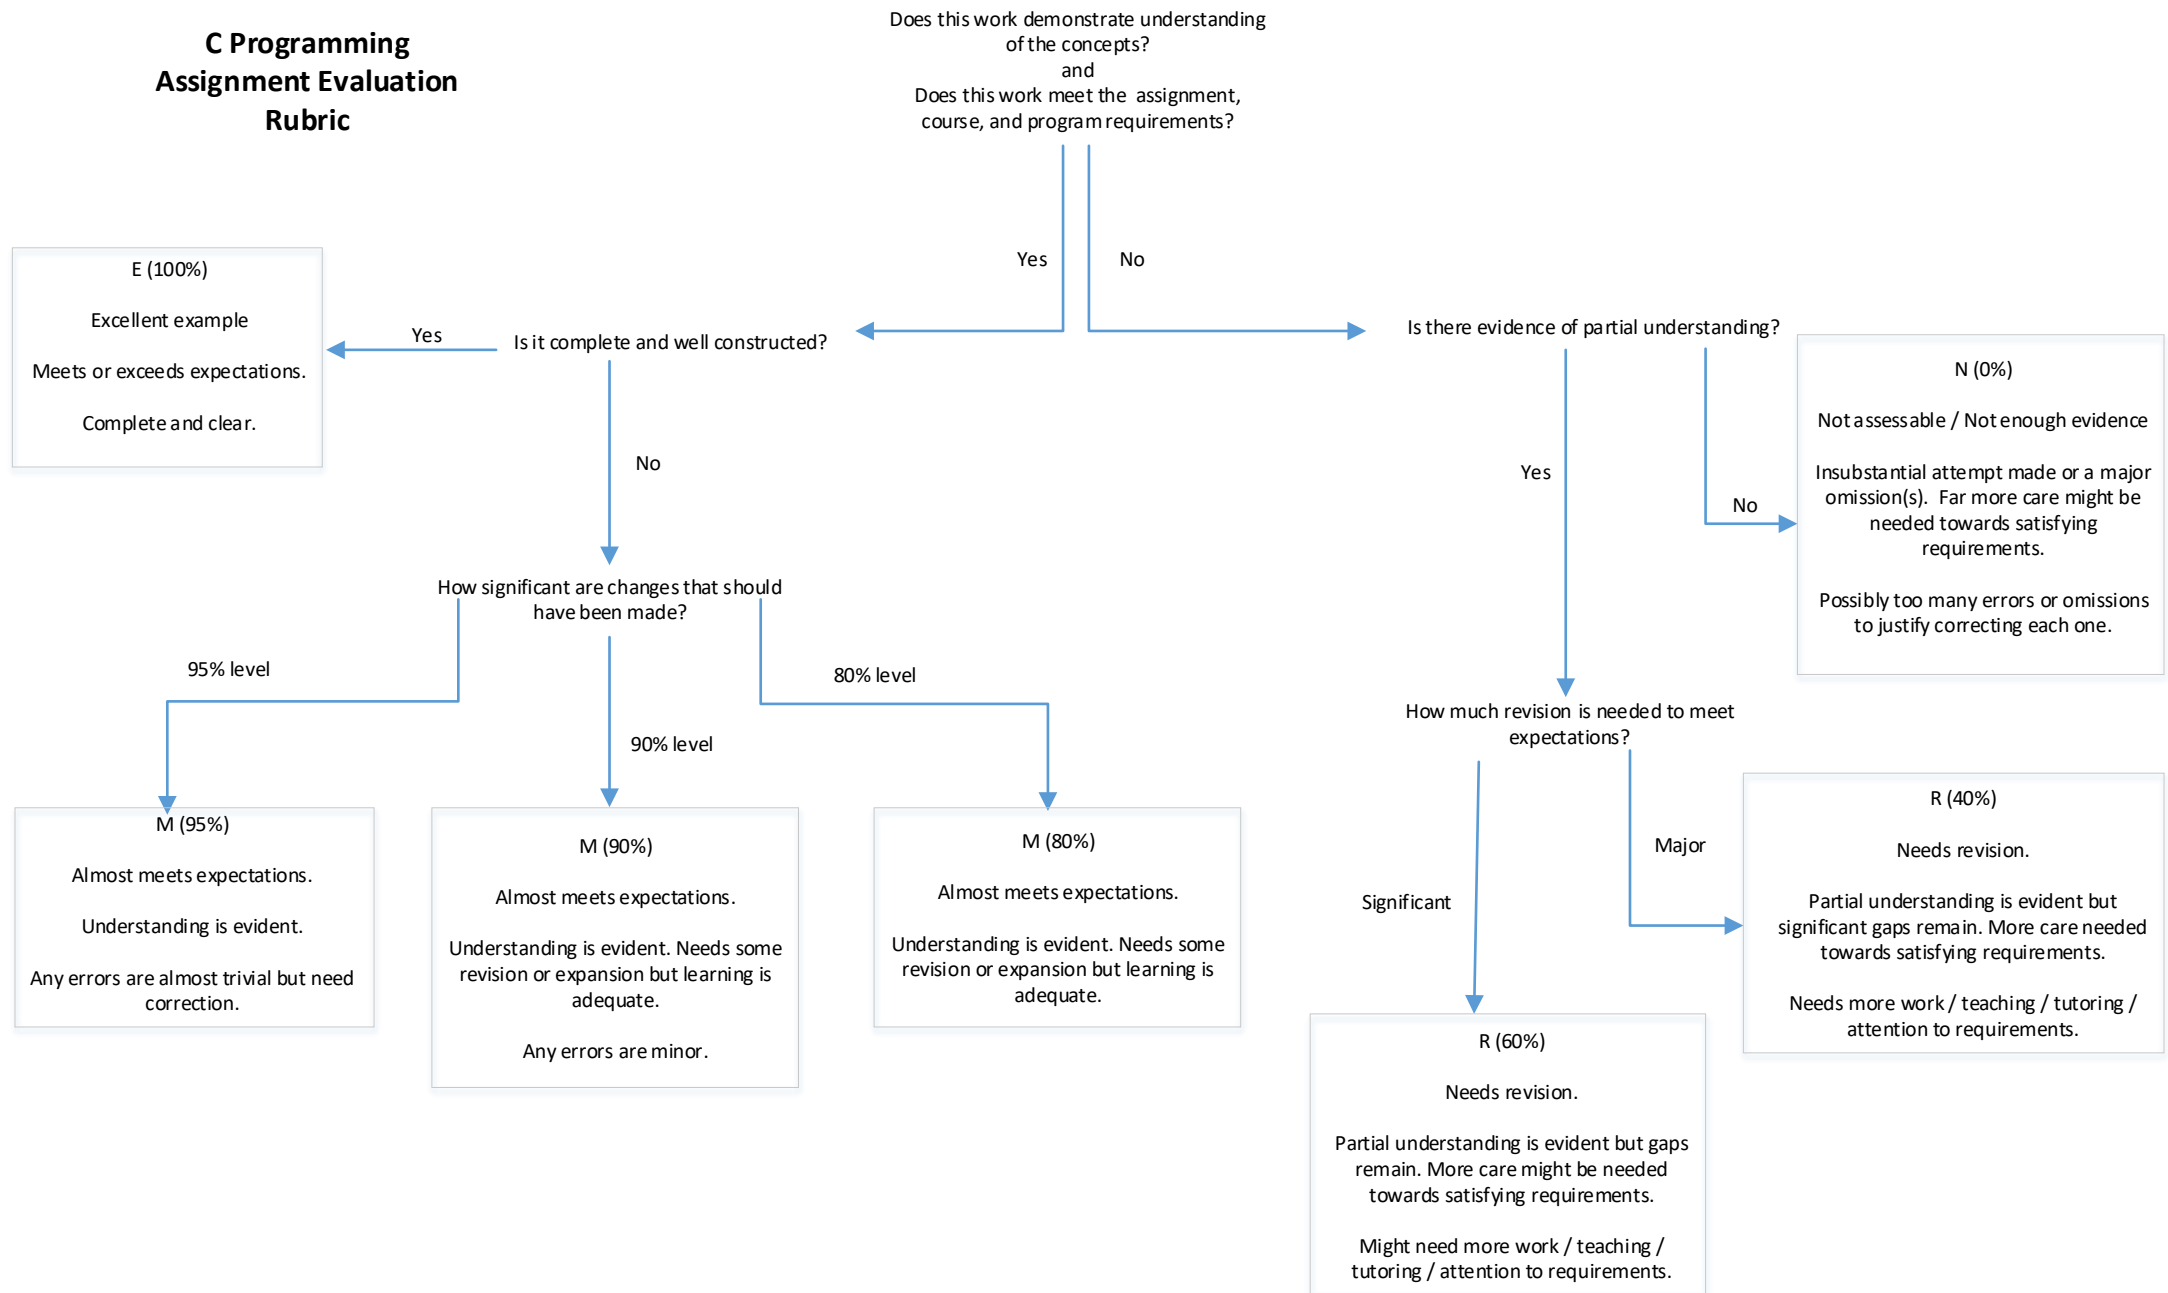 C Programming
Assignment Evaluation
Rubric
Does this work demonstrate understanding
of the concepts?
and
Does this work meet the assignment,
course, and program requirements?
Yes
No
E (100%)
Excellent example
Meets or exceeds expectations.
Complete and clear.
Yes
Is it complete and well constructed?
No
How significant are changes that should
have been made?
95% level
90% level
80% level
M (95%)
Almost meets expectations.
Understanding is evident.
Any errors are almost trivial but need
correction.
M (90%)
Almost meets expectations.
Understanding is evident. Needs some
revision or expansion but learning is
adequate.
Any errors are minor.
M (80%)
Almost meets expectations.
Understanding is evident. Needs some
revision or expansion but learning is
adequate.
Is there evidence of partial understanding?
Yes
No
N (0%)
Not assessable / Not enough evidence
Insubstantial attempt made or a major
omission(s). Far more care might be
needed towards satisfying
requirements.
Possibly too many errors or omissions
to justify correcting each one.
How much revision is needed to meet
expectations?
Significant
Major
R (60%)
Needs revision.
Partial understanding is evident but gaps
remain. More care might be needed
towards satisfying requirements.
Might need more work / teaching /
tutoring / attention to requirements.
R (40%)
Needs revision.
Partial understanding is evident but
significant gaps remain. More care needed
towards satisfying requirements.
Needs more work / teaching / tutoring /
attention to requirements.